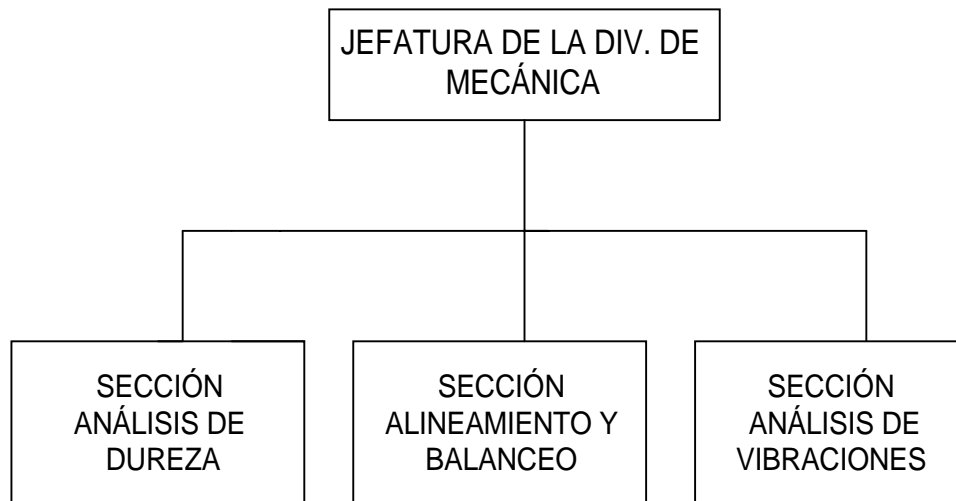 JEFATURA DE LA DIV. DE
MECÁNICA
SECCIÓN
ANÁLISIS DE
DUREZA
SECCIÓN
ALINEAMIENTO Y
BALANCEO
SECCIÓN
ANÁLISIS DE
VIBRACIONES